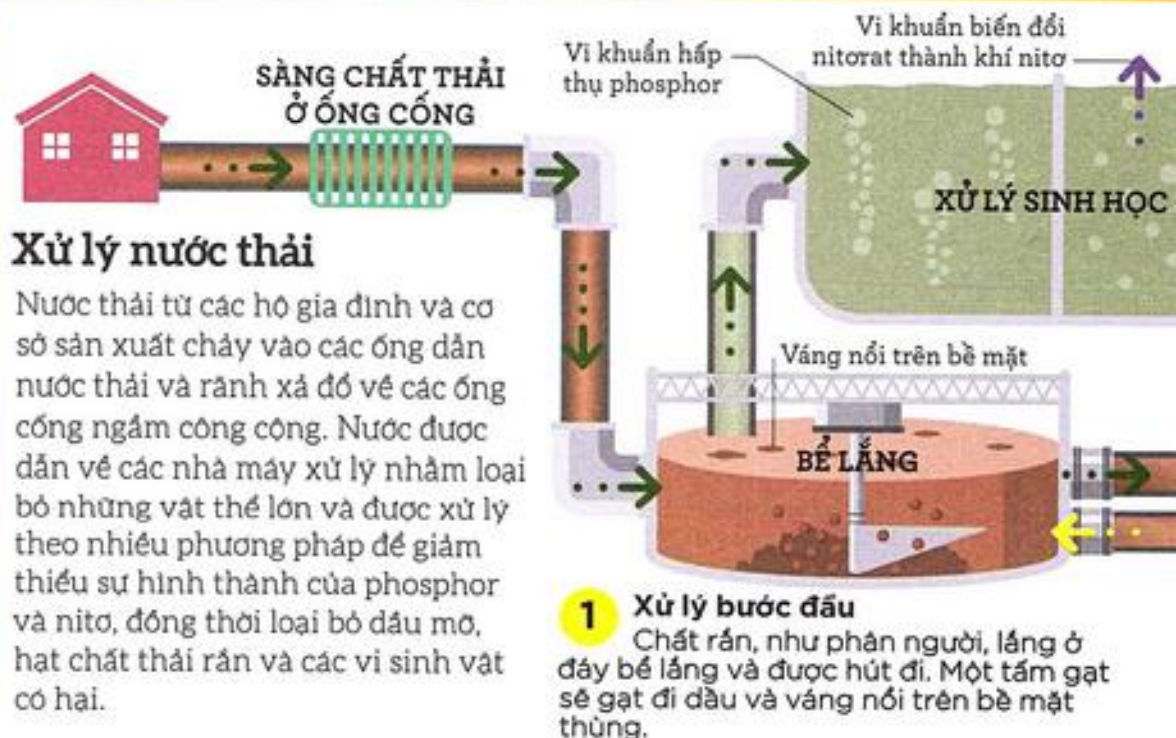 SÀNG CHẤT THẢI
Ở ỐNG CỐNG
Vi khuẩn hấp
thụ phosphor
Vi khuẩn biến đổi
nitơrat thành khí nitơ
XỬ LÝ SINH HỌC
Xử lý nước thải
Nước thải từ các hộ gia đình và cơ
sở sản xuất chảy vào các ống dẫn
nước thải và rãnh xả đổ về các ống
cống ngầm công cộng. Nước được
dẫn về các nhà máy xử lý nhằm loại
bỏ những vật thể lớn và được xử lý
theo nhiều phương pháp để giảm
thiểu sự hình thành của phosphor
và nitơ, đồng thời loại bỏ dầu mỡ,
hạt chất thải rắn và các vi sinh vật
có hại.
Váng nổi trên bề mặt
BỂ LẮNG
1 Xử lý bước đầu
Chất rắn, như phân người, lắng ở
đáy bể lắng và được hút đi. Một tấm gạt
sẽ gạt đi dầu và váng nổi trên bề mặt
thùng.